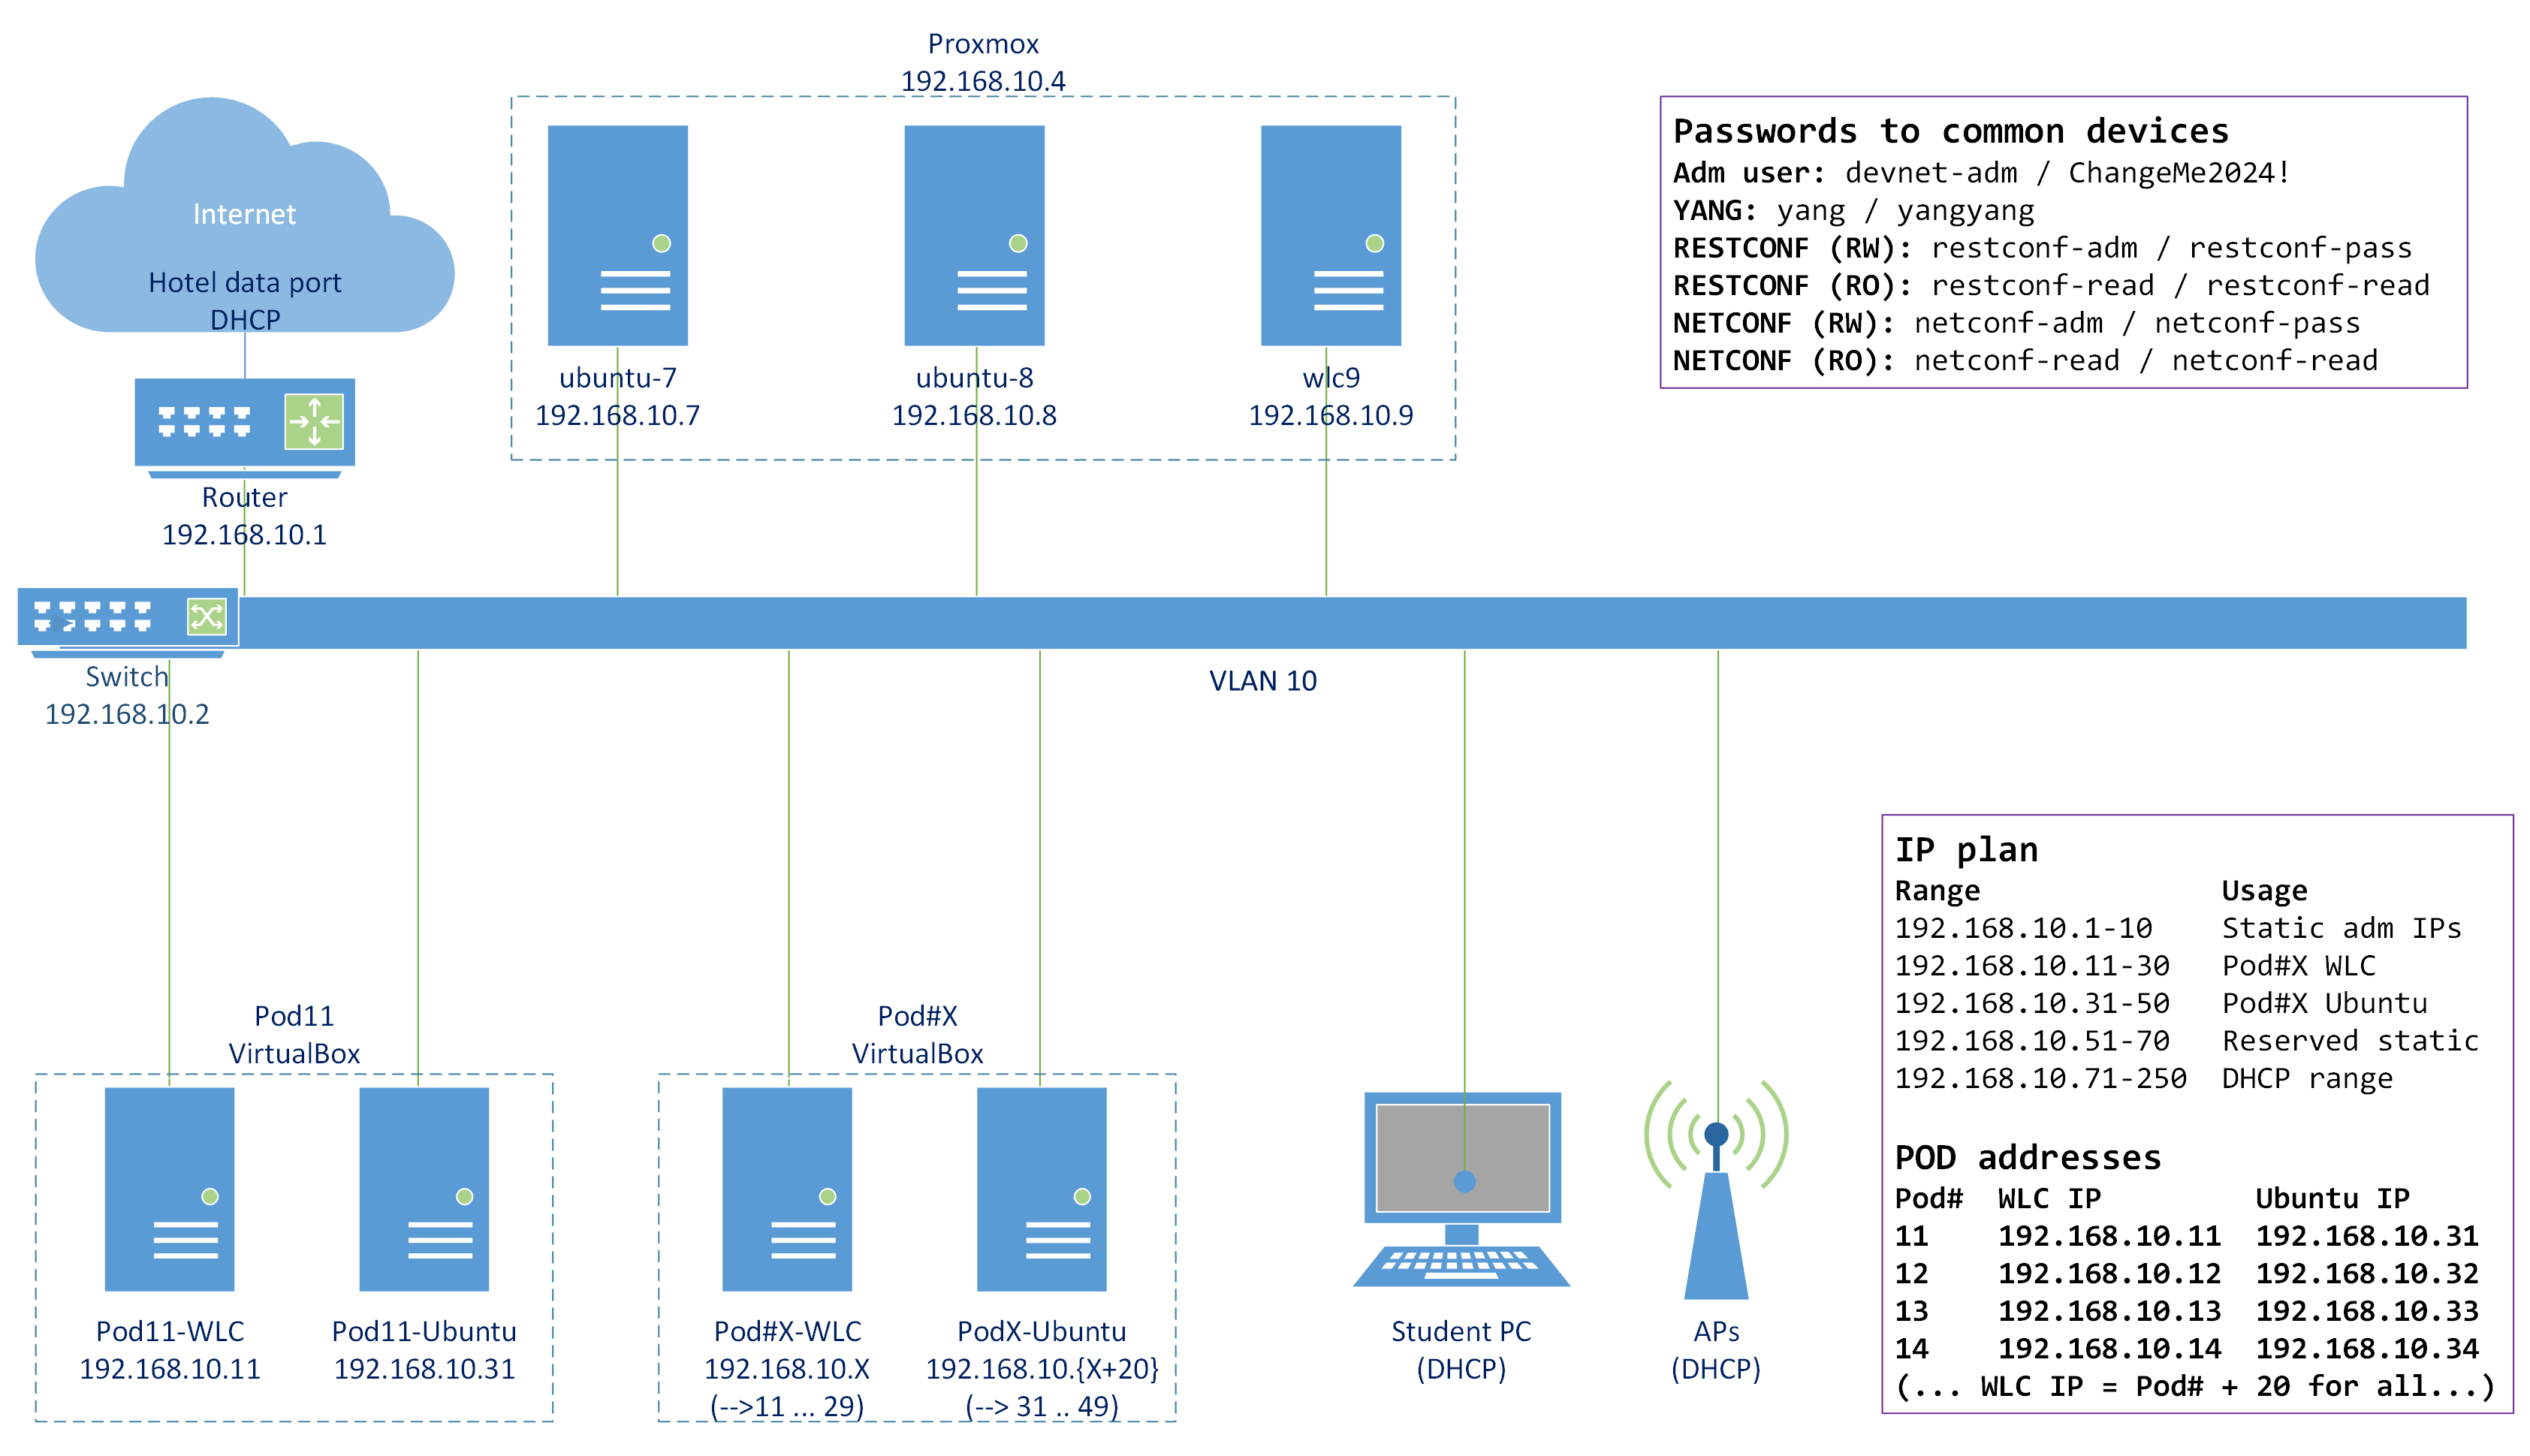 Proxmox
192.168.10.4
Internet
Hotel data port
DHCP
Router
192.168.10.1
ubuntu-7
192.168.10.7
ubuntu-8
192.168.10.8
wlc9
192.168.10.9
Passwords to common devices
Adm user: devnet-adm / ChangeMe2024!
YANG: yang / yangyang
RESTCONF (RW): restconf-adm / restconf-pass
RESTCONF (RO): restconf-read / restconf-read
NETCONF (RW): netconf-adm / netconf-pass
NETCONF (RO): netconf-read / netconf-read
Switch
192.168.10.2
VLAN 10
Pod11
VirtualBox
Pod11-WLC
192.168.10.11
Pod11-Ubuntu
192.168.10.31
Pod#X
VirtualBox
Pod#X-WLC
192.168.10.X
(-->11 ... 29)
PodX-Ubuntu
192.168.10.{X+20}
(--> 31 .. 49)
Student PC
(DHCP)
APs
(DHCP)
IP plan
Range Usage
192.168.10.1-10 Static adm IPs
192.168.10.11-30 Pod#X WLC
192.168.10.31-50 Pod#X Ubuntu
192.168.10.51-70 Reserved static
192.168.10.71-250 DHCP range
POD addresses
Pod# WLC IP Ubuntu IP
11 192.168.10.11 192.168.10.31
12 192.168.10.12 192.168.10.32
13 192.168.10.13 192.168.10.33
14 192.168.10.14 192.168.10.34
(... WLC IP = Pod# + 20 for all...)